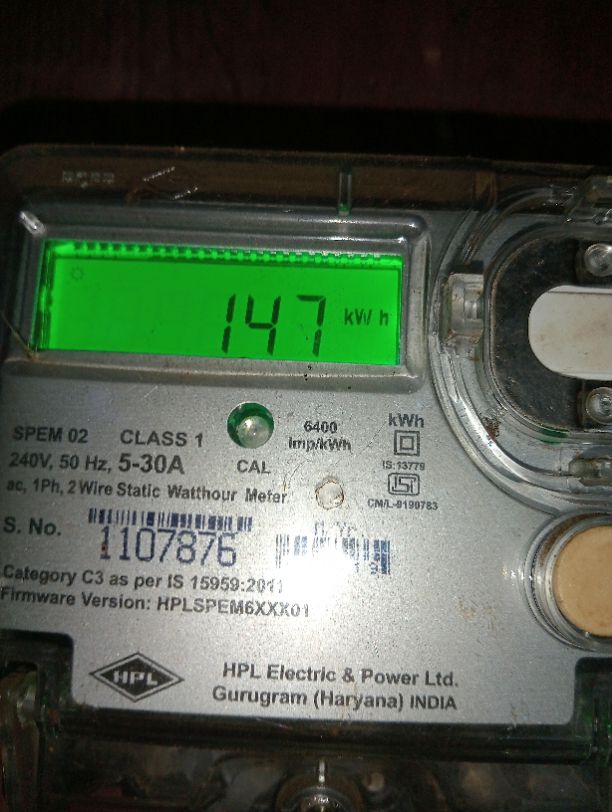 147 kWh
SPEM 02 CLASS 1
6400
imp/kWh
kWh
240V, 50 Hz, 5-30A
CAL
IS:13779
ac, 1Ph, 2 Wire Static Watthour Meter
CM/L-9190783
S. No. 1107876
Category C3 as per IS 15959:2011
Firmware Version: HPLSPEM6XXX01
HPL
HPL Electric & Power Ltd.
Gurugram (Haryana) INDIA